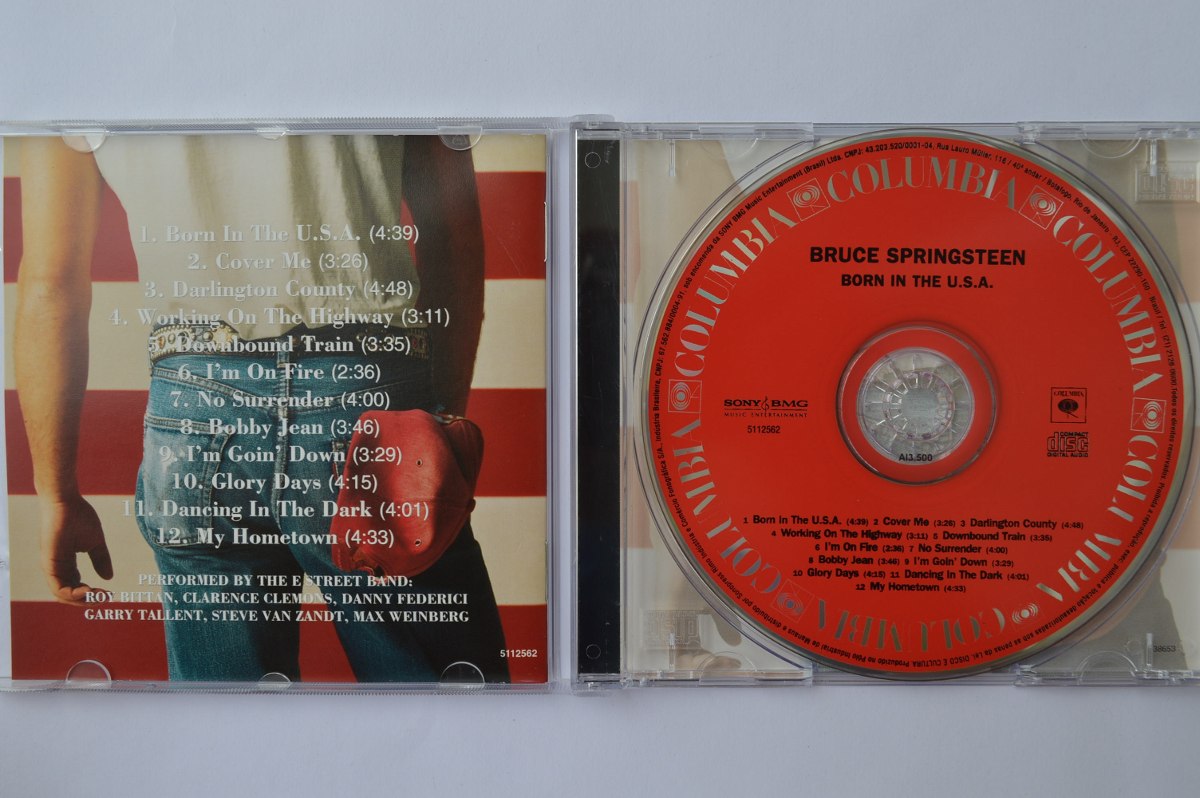 1. Born In The U.S.A. (4:39)
2. Cover Me (3:26)
3. Darlington County (4:48)
4. Working On The Highway (3:11)
5. Downbound Train (3:35)
6. I'm On Fire (2:36)
7. No Surrender (4:00)
8. Bobby Jean (3:46)
9. I'm Goin' Down (3:29)
10. Glory Days (4:15)
11. Dancing In The Dark (4:01)
12. My Hometown (4:33)
PERFORMED BY THE E STREET BAND:
ROY BITTAN, CLARENCE CLEMONS, DANNY FEDERICI
GARRY TALLENT, STEVE VAN ZANDT, MAX WEINBERG
5112562
COLUMBIA COLUMBIA COLUMBIA COLUMBIA COLUMBIA COLUMBIA COLUMBIA
BRUCE SPRINGSTEEN
BORN IN THE U.S.A.
SONY BMG
MUSIC ENTERTAINMENT
5112562
COLUMBIA
COMPACT
disc
DIGITAL AUDIO
AI3.500
1 Born in The U.S.A. (4:39) 2 Cover Me (3:26) 3 Darlington County (4:48)
4 Working On The Highway (3:11) 5 Downbound Train (3:35)
6 I'm On Fire (2:36) 7 No Surrender (4:00)
8 Bobby Jean (3:46) 9 I'm Goin' Down (3:29)
10 Glory Days (4:15) 11 Dancing in The Dark (4:01)
12 My Hometown (4:33)
38653